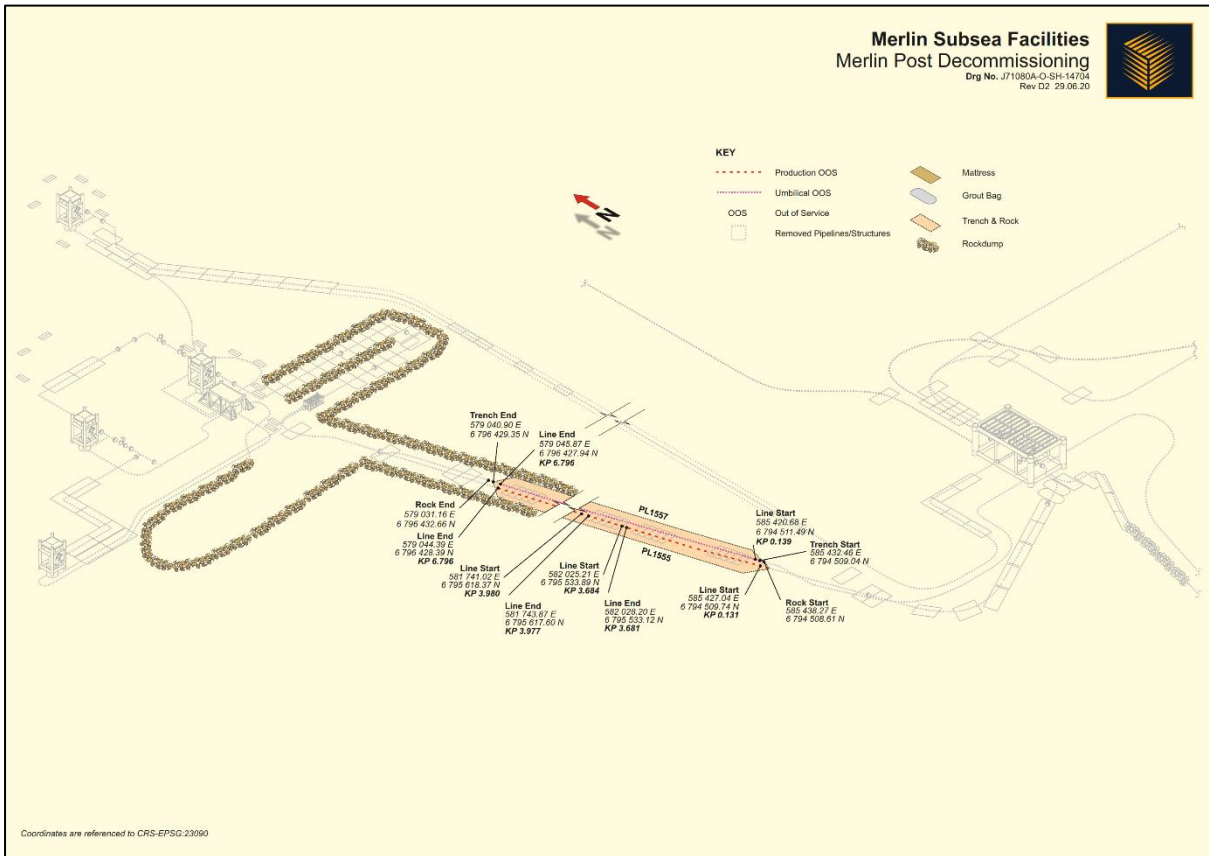 Merlin Subsea Facilities
Merlin Post Decommissioning
Drg No. J71080A-O-SH-14704
Rev D2 29.06.20
N
N
KEY
Production OOS
Umbilical OOS
OOS Out of Service
Removed Pipelines/Structures
Mattress
Grout Bag
Trench & Rock
Rockdump
Trench End
579 040.90 E
6 796 429.35 N
Line End
579 045.87 E
6 796 427.94 N
KP 6.796
Rock End
579 031.16 E
6 796 432.66 N
Line End
579 044.39 E
6 796 428.39 N
KP 6.796
Line Start
581 741.02 E
6 795 618.37 N
KP 3.980
Line End
581 743.87 E
6 795 617.60 N
KP 3.977
Line Start
582 025.21 E
6 795 533.89 N
KP 3.684
Line End
582 028.20 E
6 795 533.12 N
KP 3.681
PL1557
PL1555
Line Start
585 420.68 E
6 794 511.49 N
KP 0.139
Trench Start
585 432.46 E
6 794 509.04 N
Line Start
585 427.04 E
6 794 509.74 N
KP 0.131
Rock Start
585 438.27 E
6 794 508.61 N
Coordinates are referenced to CRS-EPSG:23090